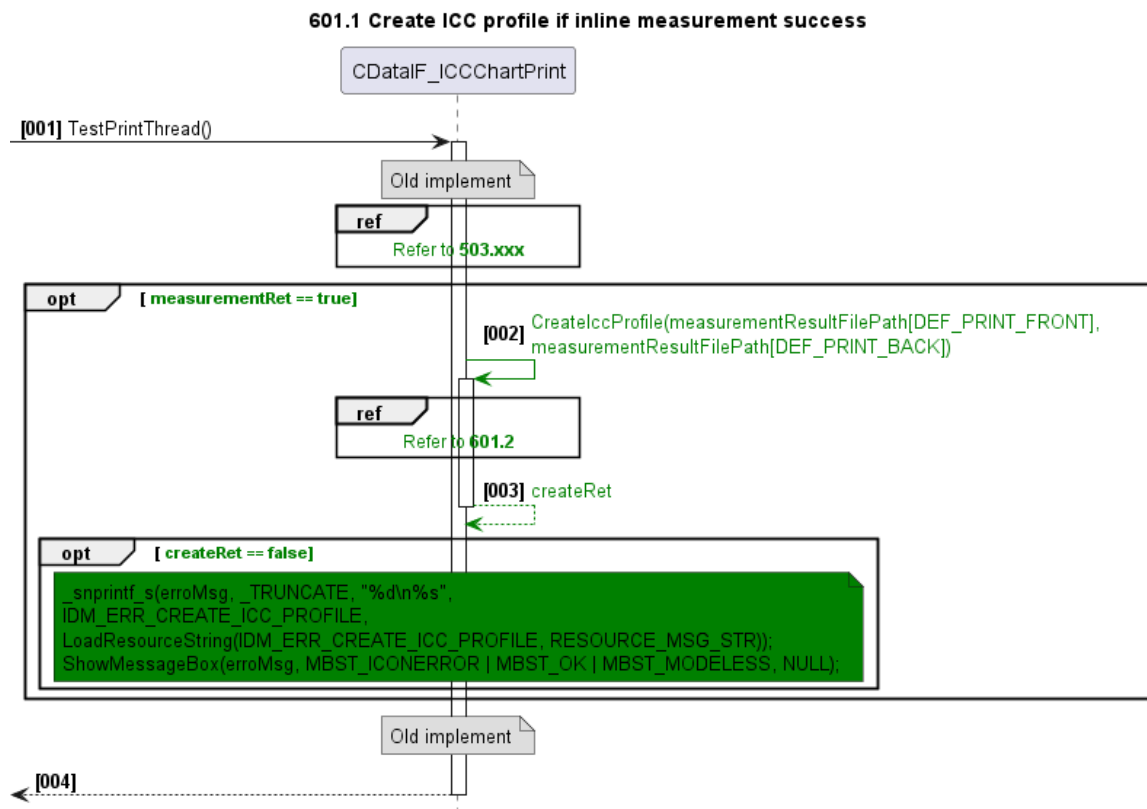 601.1 Create ICC profile if inline measurement success
CDataIF_ICCChartPrint
[001] TestPrintThread()
Old implement
ref
Refer to 503.xxx
opt [ measurementRet == true]
[002] CreateIccProfile(measurementResultFilePath[DEF_PRINT_FRONT],
measurementResultFilePath[DEF_PRINT_BACK])
ref
Refer to 601.2
[003] createRet
opt [ createRet == false]
_snprintf_s(erroMsg, _TRUNCATE, "%d\n%s",
IDM_ERR_CREATE_ICC_PROFILE,
LoadResourceString(IDM_ERR_CREATE_ICC_PROFILE, RESOURCE_MSG_STR));
ShowMessageBox(erroMsg, MBST_ICONERROR | MBST_OK | MBST_MODELESS, NULL);
Old implement
[004]